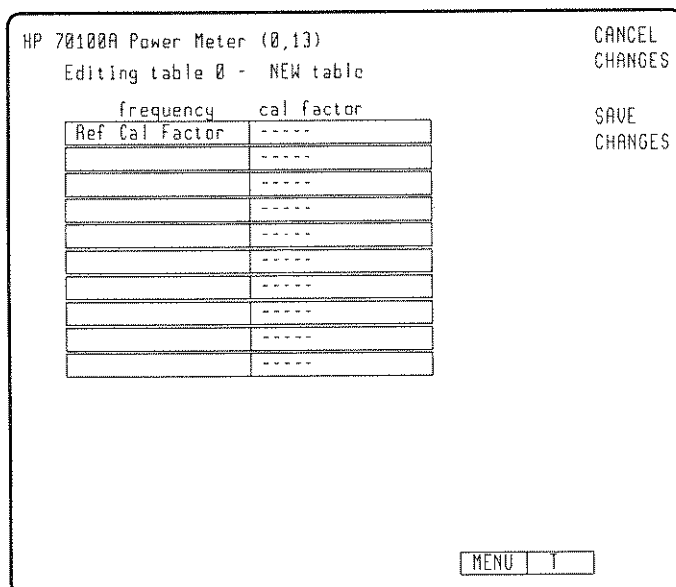 HP 70100A Power Meter (0,13)
Editing table 0 - NEW table
frequency cal factor
Ref Cal Factor -----
-----
-----
-----
-----
-----
-----
-----
-----
-----
CANCEL
CHANGES
SAVE
CHANGES
MENU T